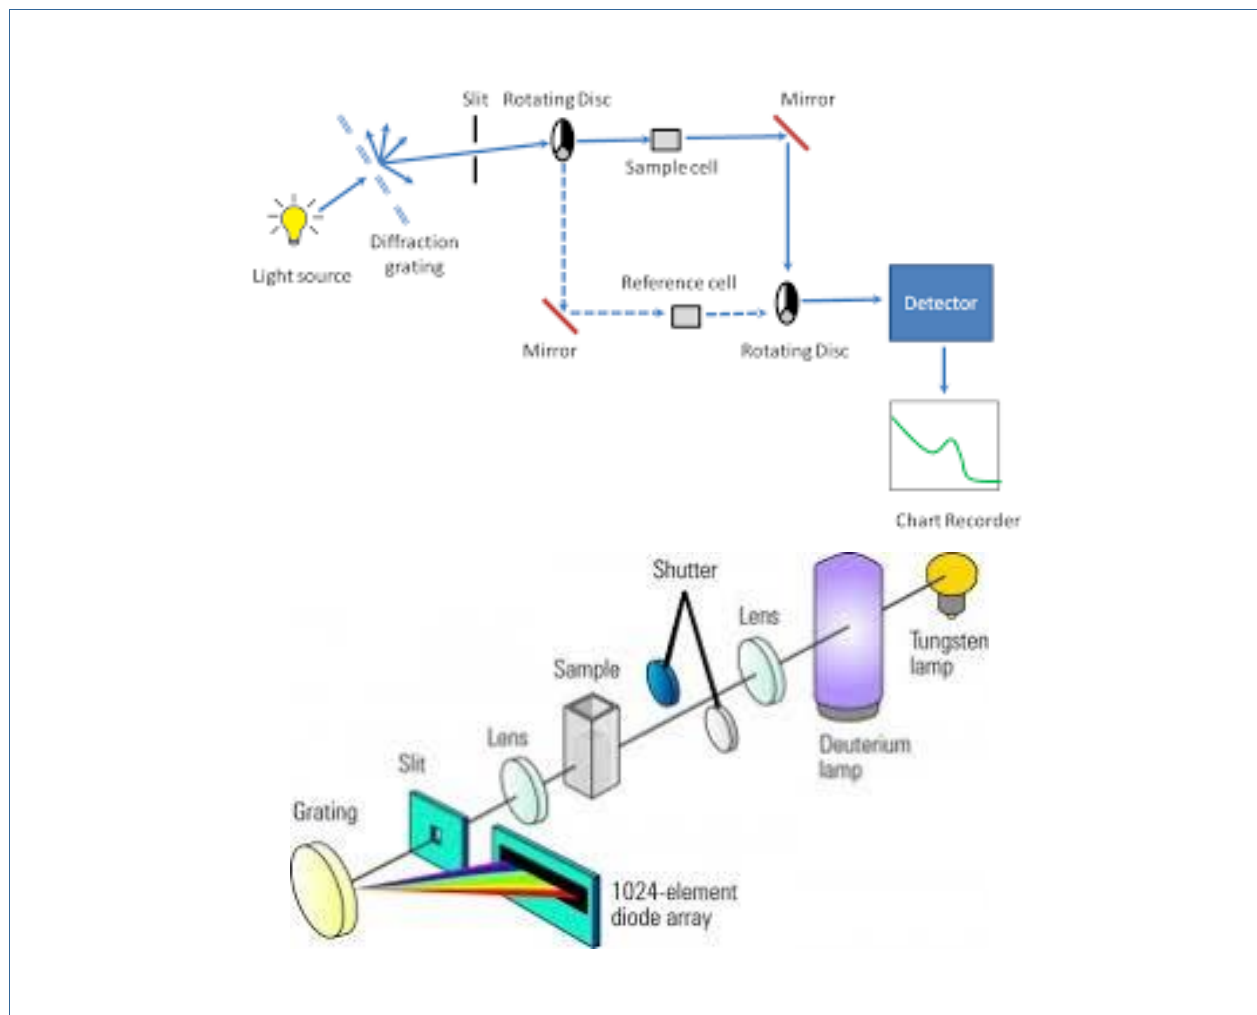 Slit
Rotating Disc
Mirror
Sample cell
Light source
Diffraction
grating
Reference cell
Mirror
Rotating Disc
Detector
Chart Recorder
Shutter
Lens
Tungsten
lamp
Sample
Deuterium
lamp
Lens
Slit
Grating
1024-element
diode array